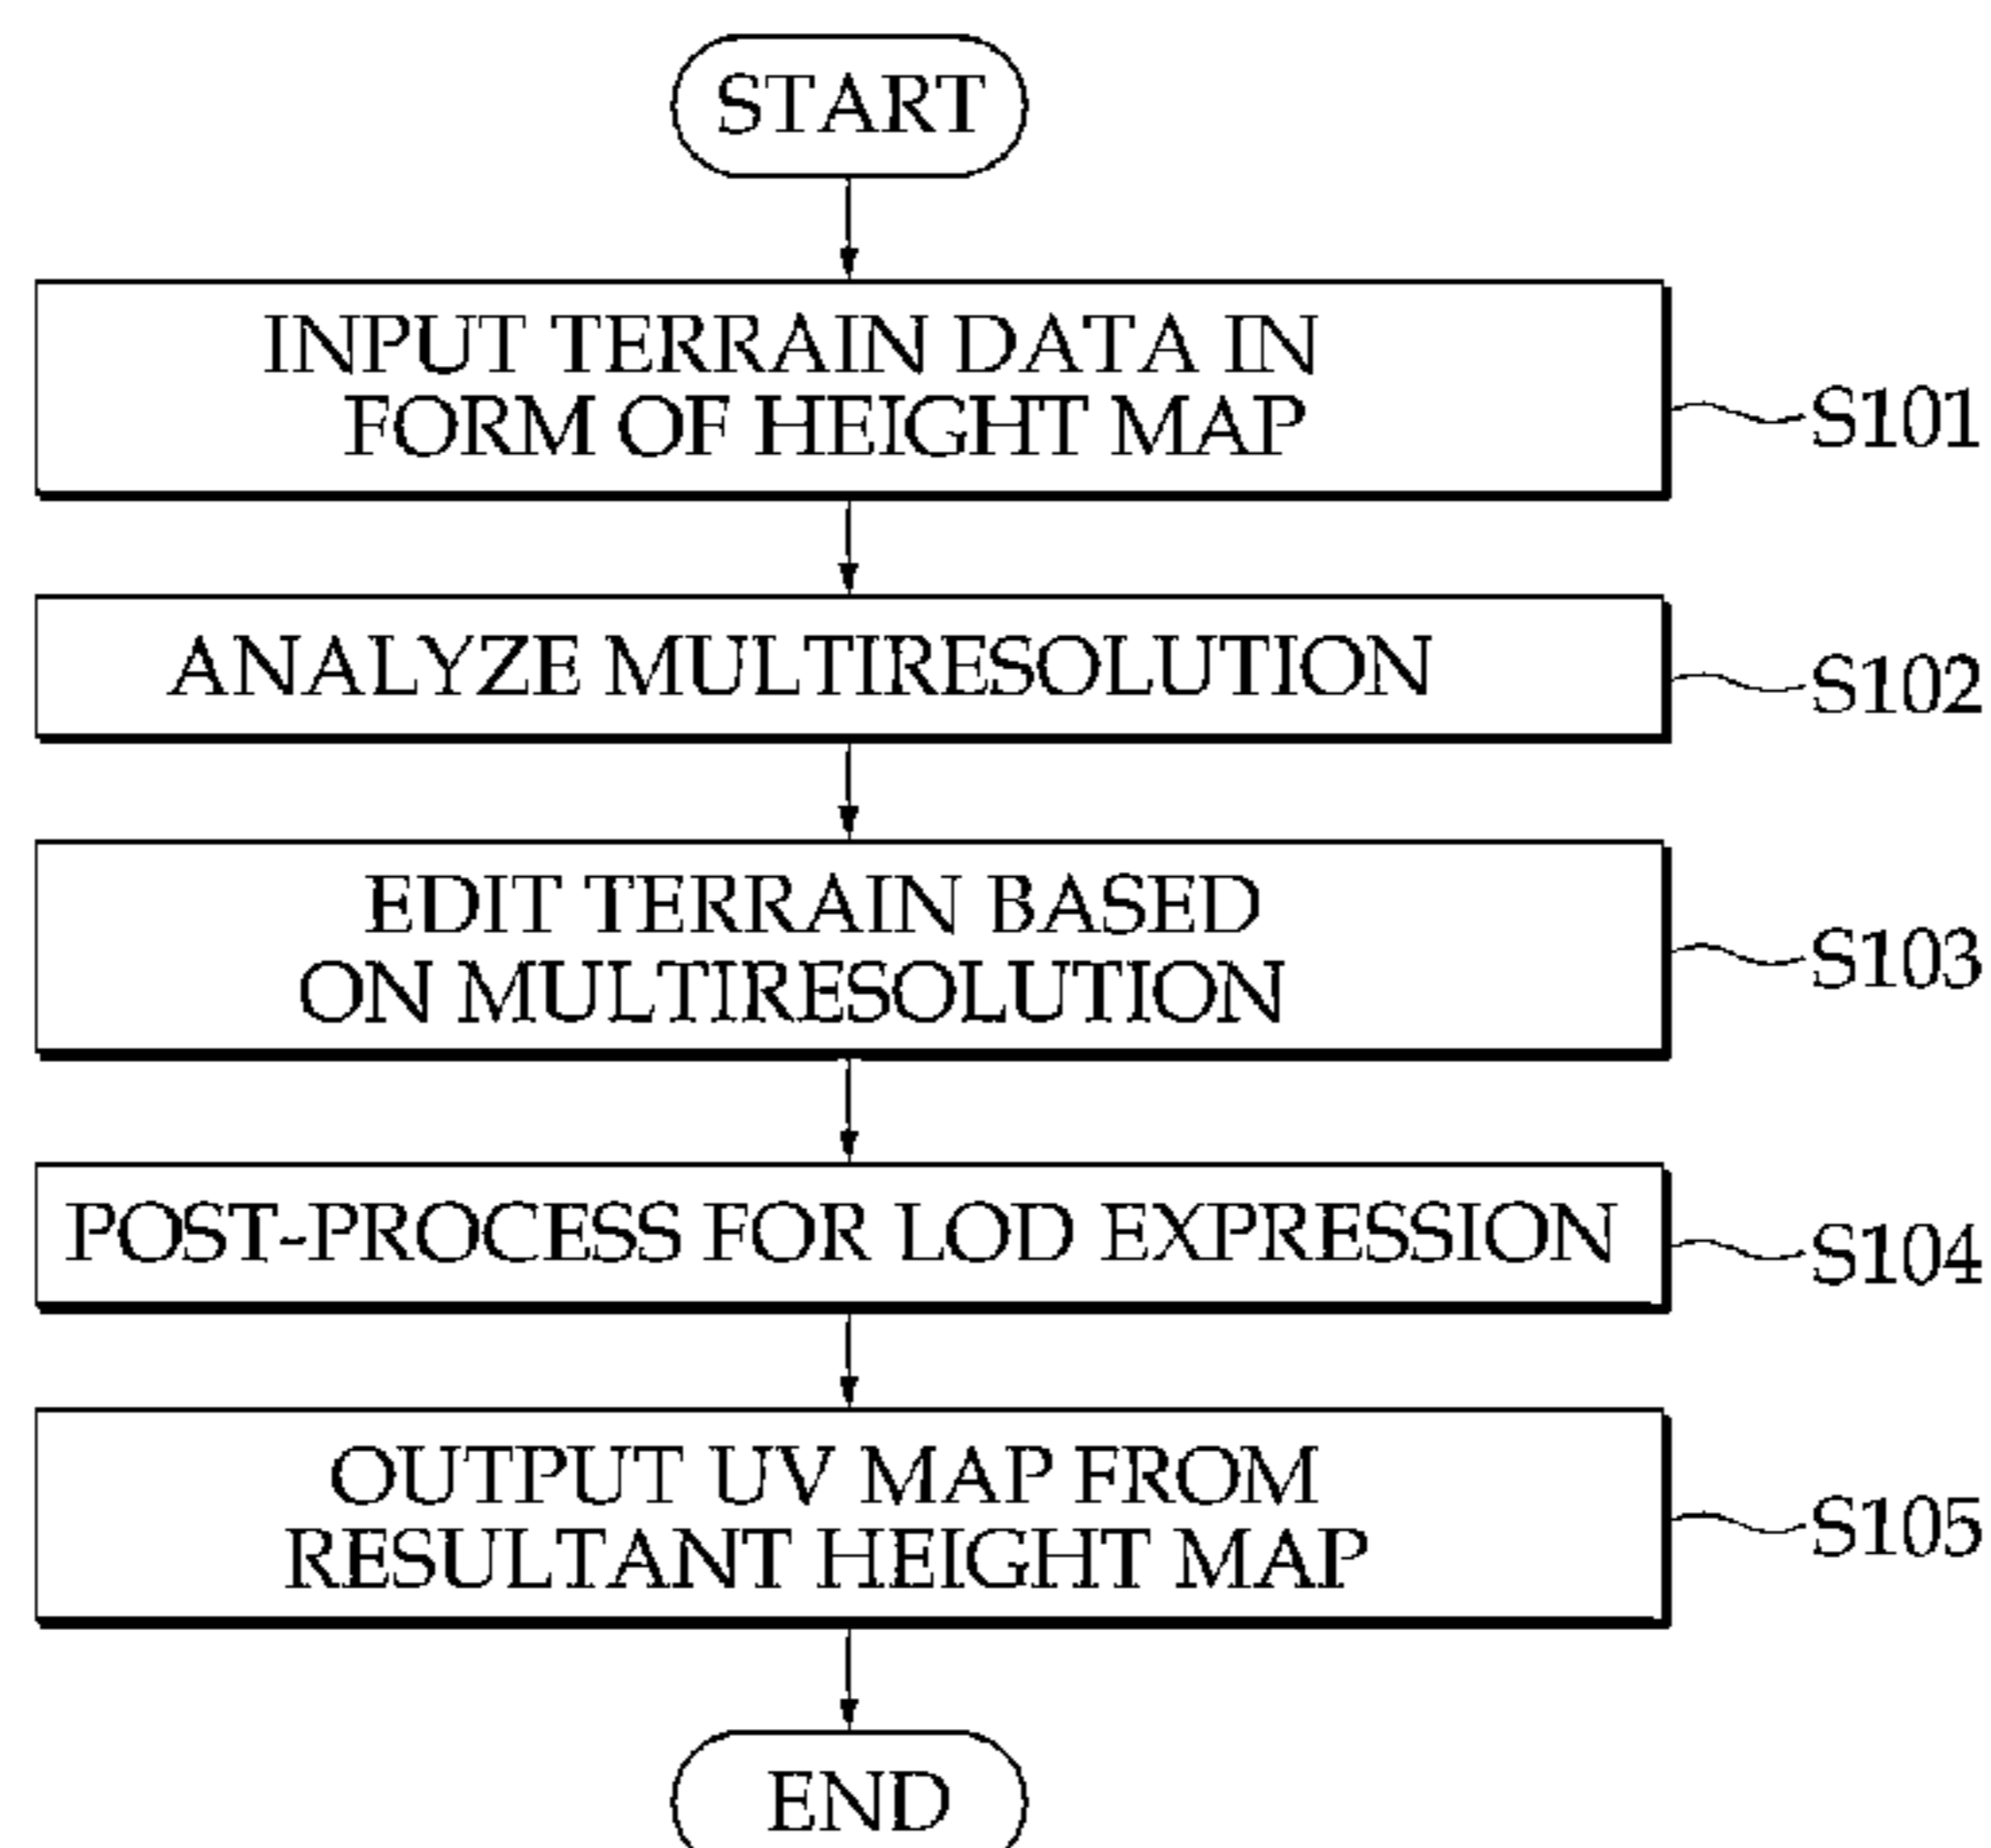 START
INPUT TERRAIN DATA IN
FORM OF HEIGHT MAP
S101
ANALYZE MULTIRESOLUTION
S102
EDIT TERRAIN BASED
ON MULTIRESOLUTION
S103
POST-PROCESS FOR LOD EXPRESSION
S104
OUTPUT UV MAP FROM
RESULTANT HEIGHT MAP
S105
END